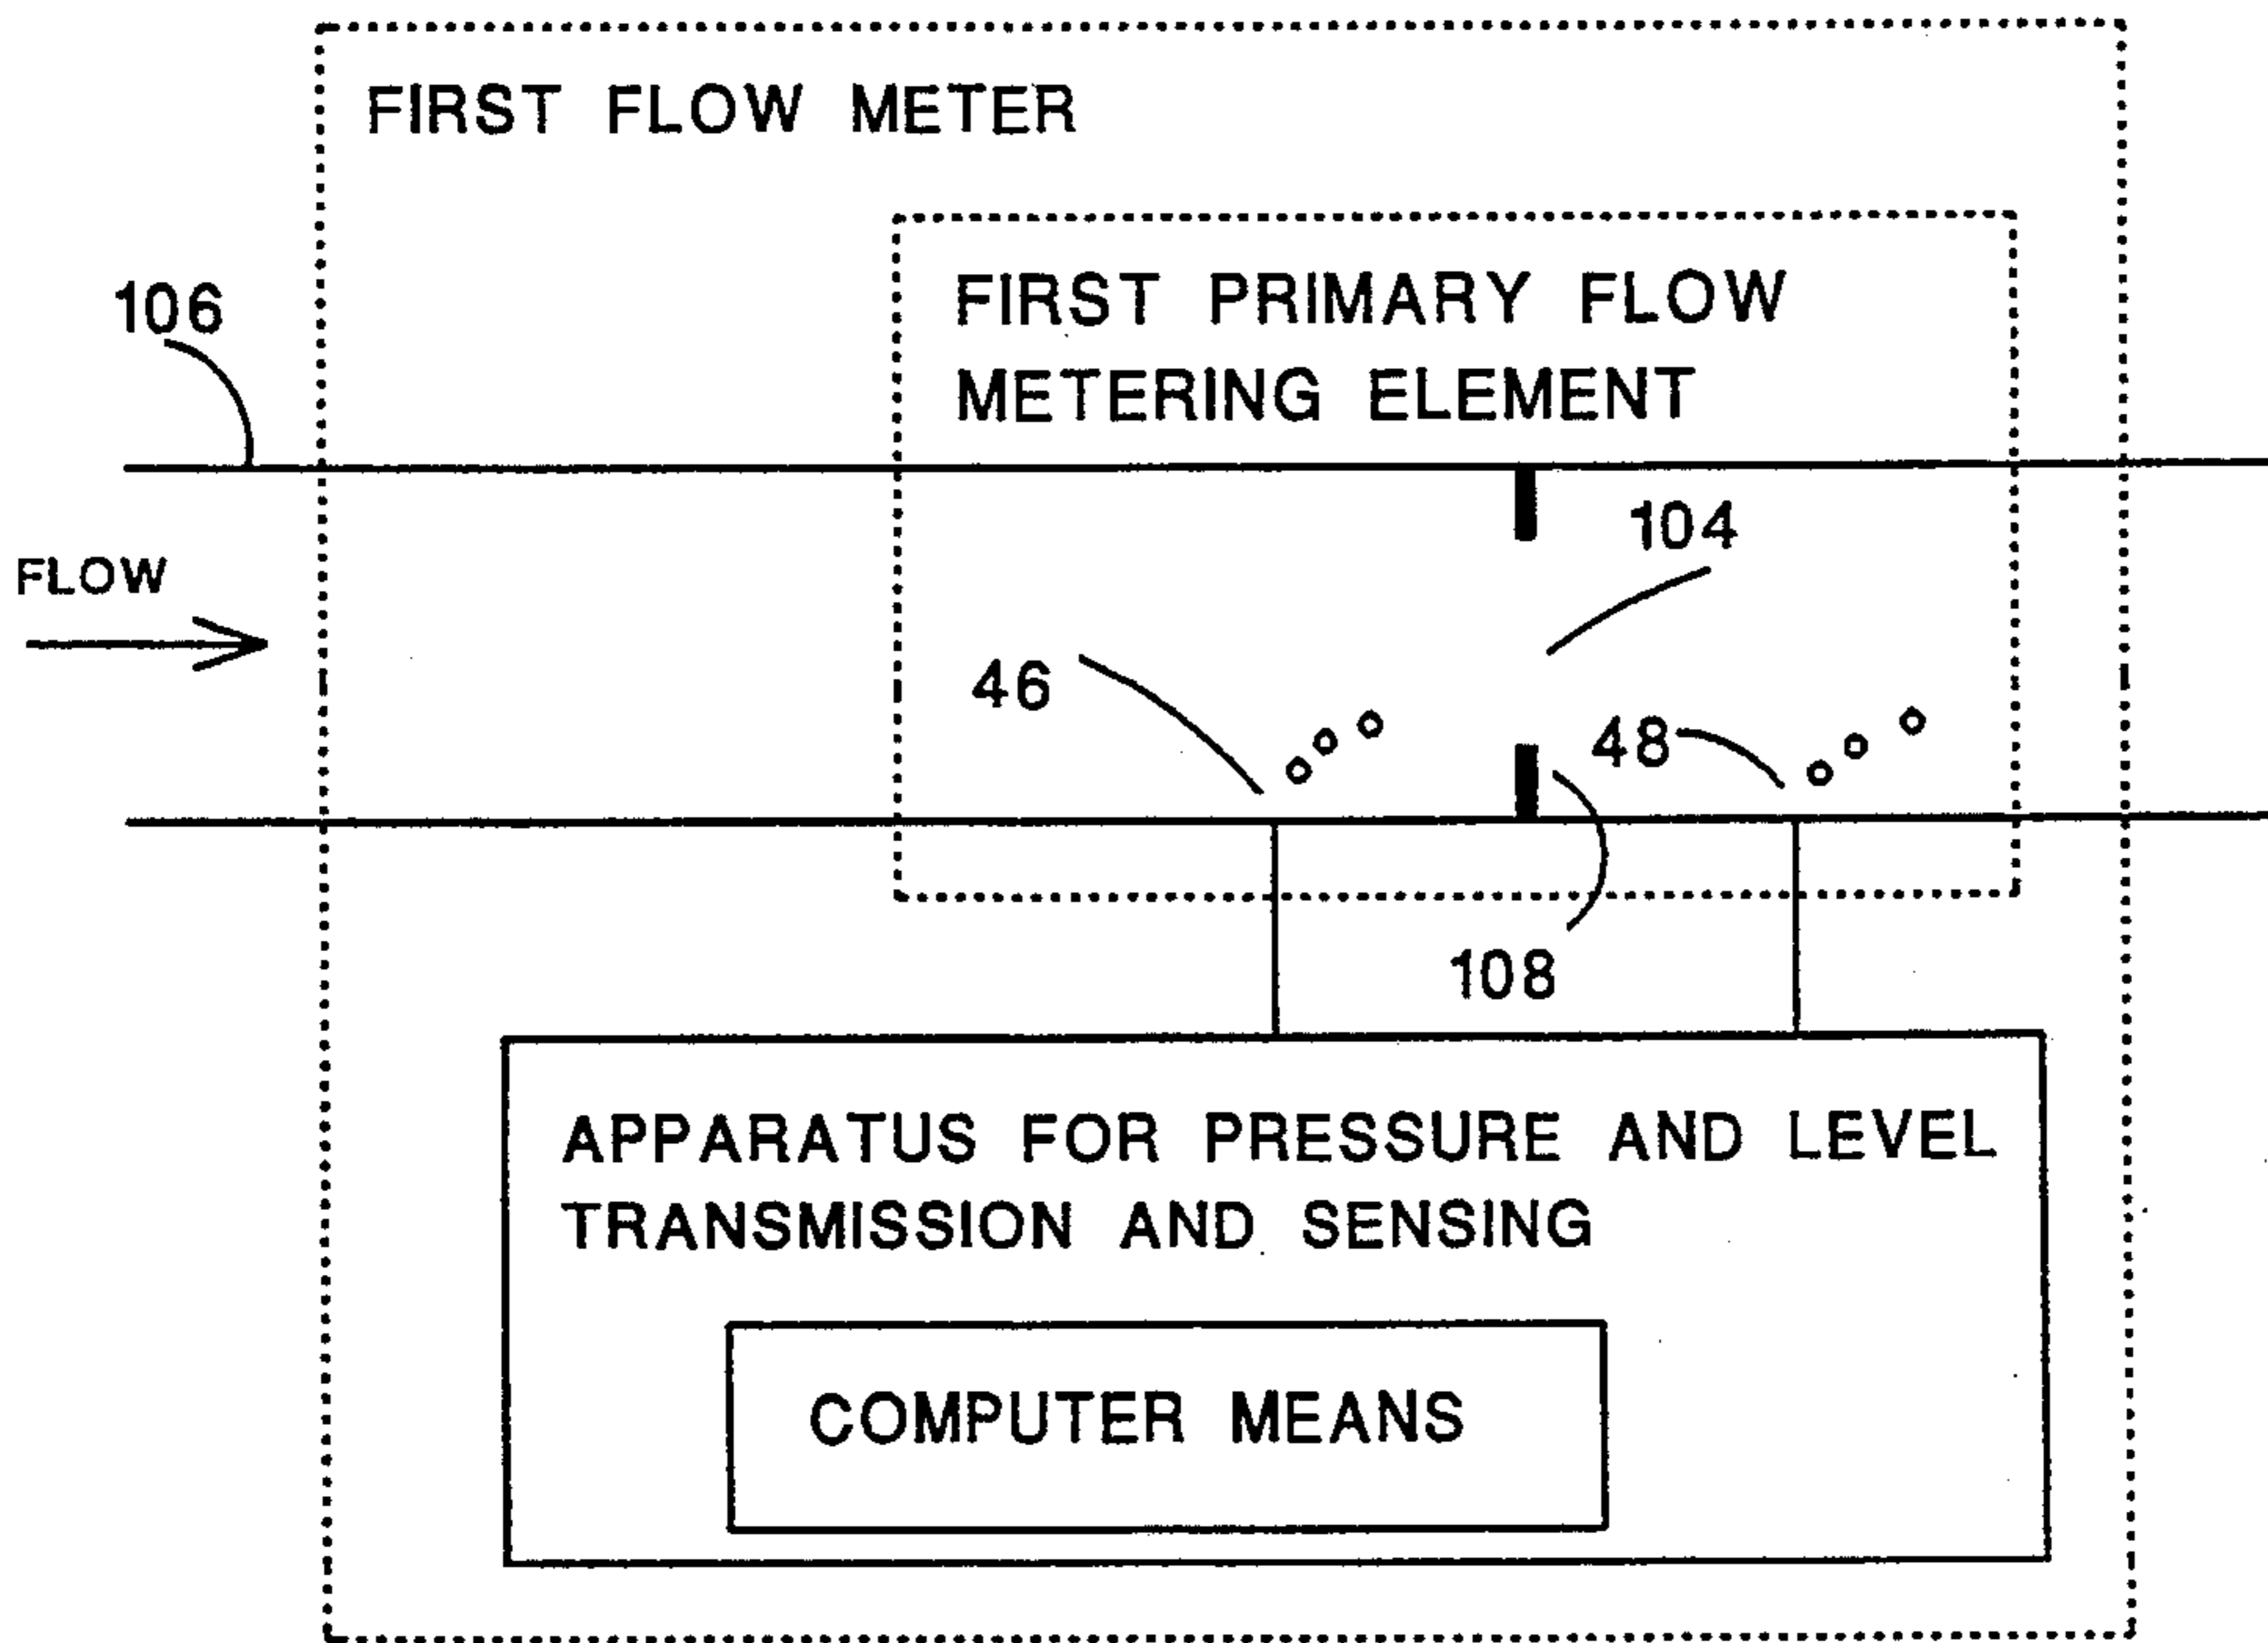 FIRST FLOW METER
FIRST PRIMARY FLOW
METERING ELEMENT
106
104
FLOW
46
48
108
APPARATUS FOR PRESSURE AND LEVEL
TRANSMISSION AND SENSING
COMPUTER MEANS